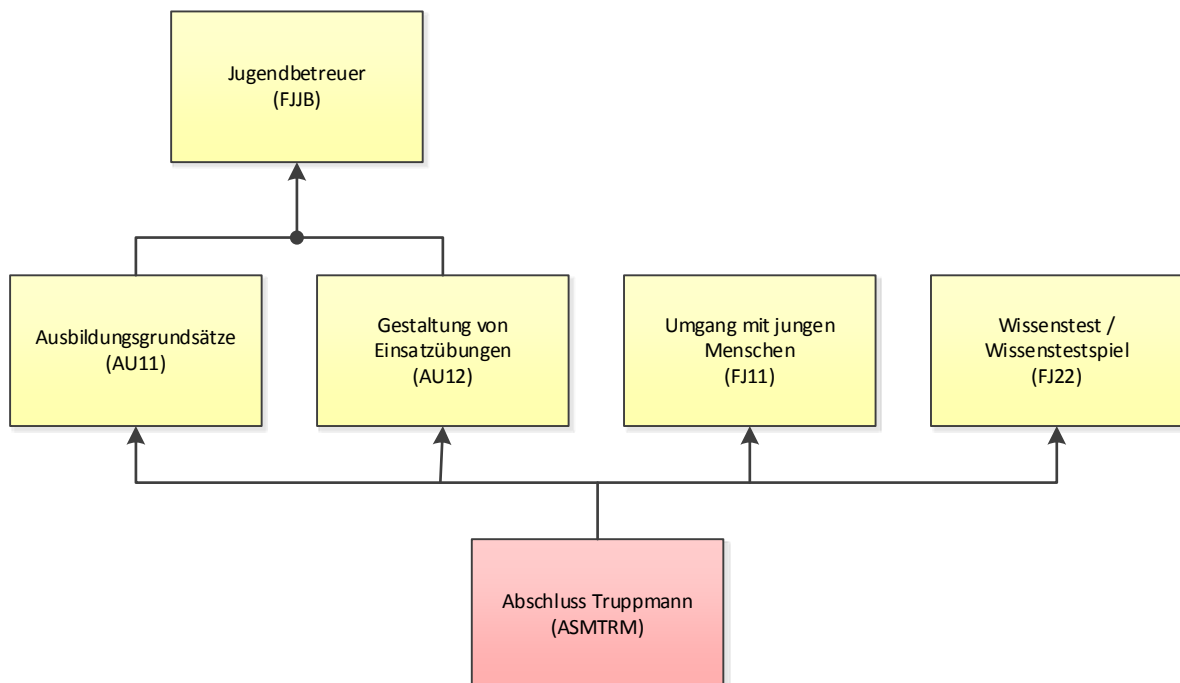 Jugendbetreuer
(FJJB)
Ausbildungsgrundsätze
(AU11)
Gestaltung von
Einsatzübungen
(AU12)
Umgang mit jungen
Menschen
(FJ11)
Wissenstest /
Wissenstestspiel
(FJ22)
Abschluss Truppmann
(ASMTRM)